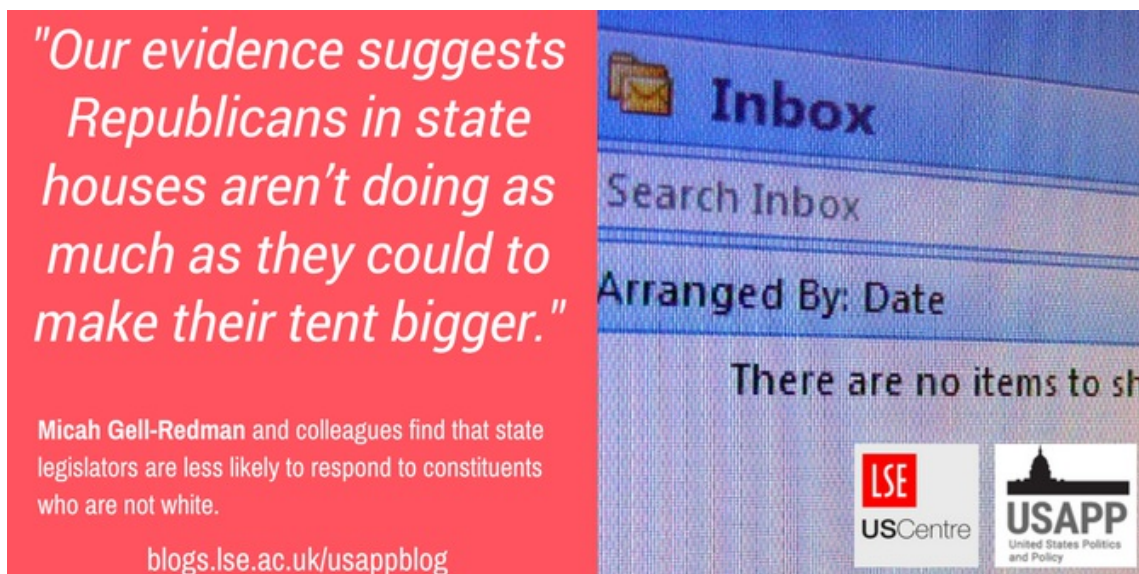 "Our evidence suggests
Republicans in state
houses aren't doing as
much as they could to
make their tent bigger."
Micah Gell-Redman and colleagues find that state
legislators are less likely to respond to constituents
who are not white.
blogs.lse.ac.uk/usappblog
Inbox
Search Inbox
Arranged By: Date
There are no items to sh
LSE
USCentre
USAPP
United States Politics
and Policy